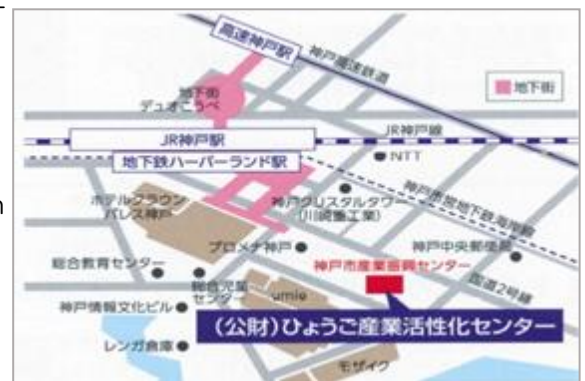 高速神戸駅
神戸高速鉄道
地下街
デュオこうべ
地下街
JR神戸駅
JR神戸線
地下鉄ハーバーランド駅
NTT
ホテルクラウン
パレス神戸
神戸クリスタルタワー
(川崎重工業)
神戸市営地下鉄海岸線
プロメナ神戸
神戸中央郵便局
総合教育センター
神戸市産業振興センター
国道2号線
総合児童
センター
umie
神戸情報文化ビル
(公財)ひょうご産業活性化センター
レンガ倉庫
モザイク